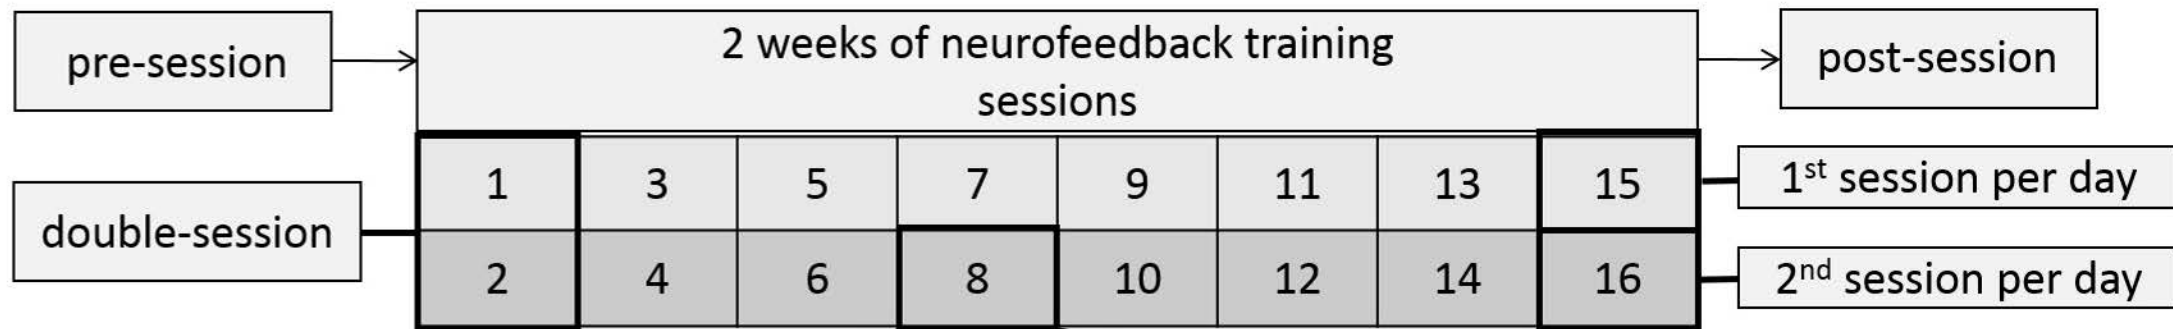 pre-session
2 weeks of neurofeedback training
sessions
post-session
double-session
1 3 5 7 9 11 13 15
1st session per day
2 4 6 8 10 12 14 16
2nd session per day